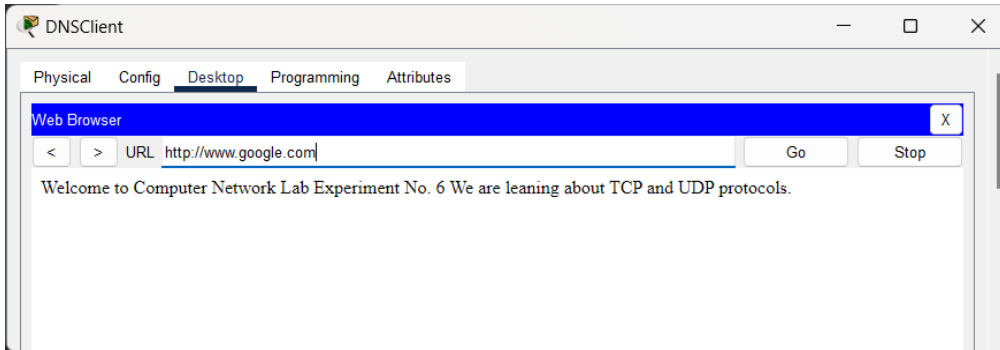 DNSClient
Physical Config Desktop Programming Attributes
Web Browser X
< > URL http://www.google.com Go Stop
Welcome to Computer Network Lab Experiment No. 6 We are leaning about TCP and UDP protocols.